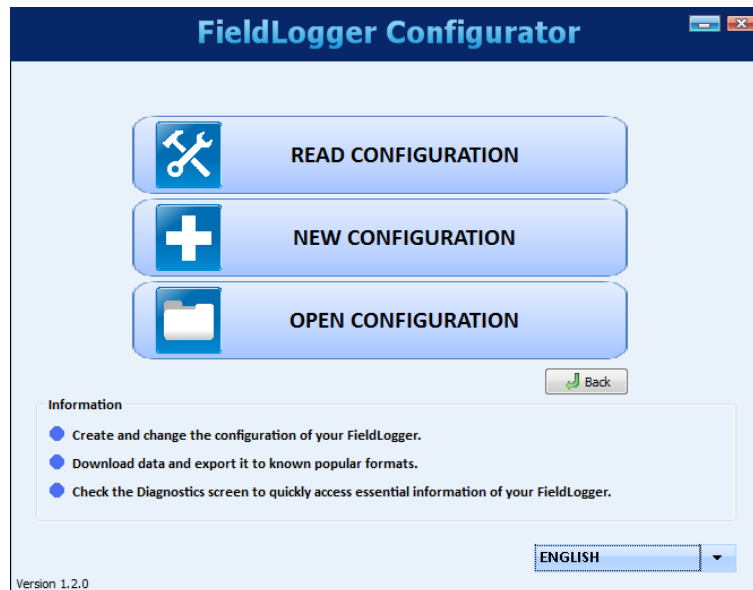 FieldLogger Configurator
READ CONFIGURATION
NEW CONFIGURATION
OPEN CONFIGURATION
Back
Information
Create and change the configuration of your FieldLogger.
Download data and export it to known popular formats.
Check the Diagnostics screen to quickly access essential information of your FieldLogger.
ENGLISH
Version 1.2.0